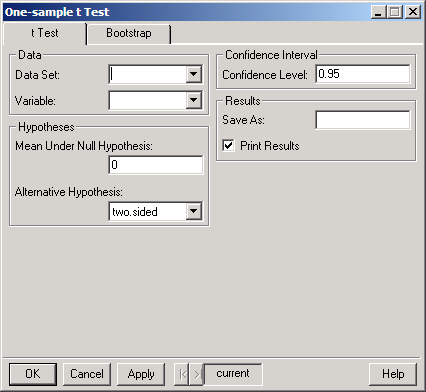 One-sample t Test
t Test
Bootstrap
Data
Data Set:
Variable:
Hypotheses
Mean Under Null Hypothesis:
0
Alternative Hypothesis:
two.sided
Confidence Interval
Confidence Level: 0.95
Results
Save As:
Print Results
OK Cancel Apply current Help